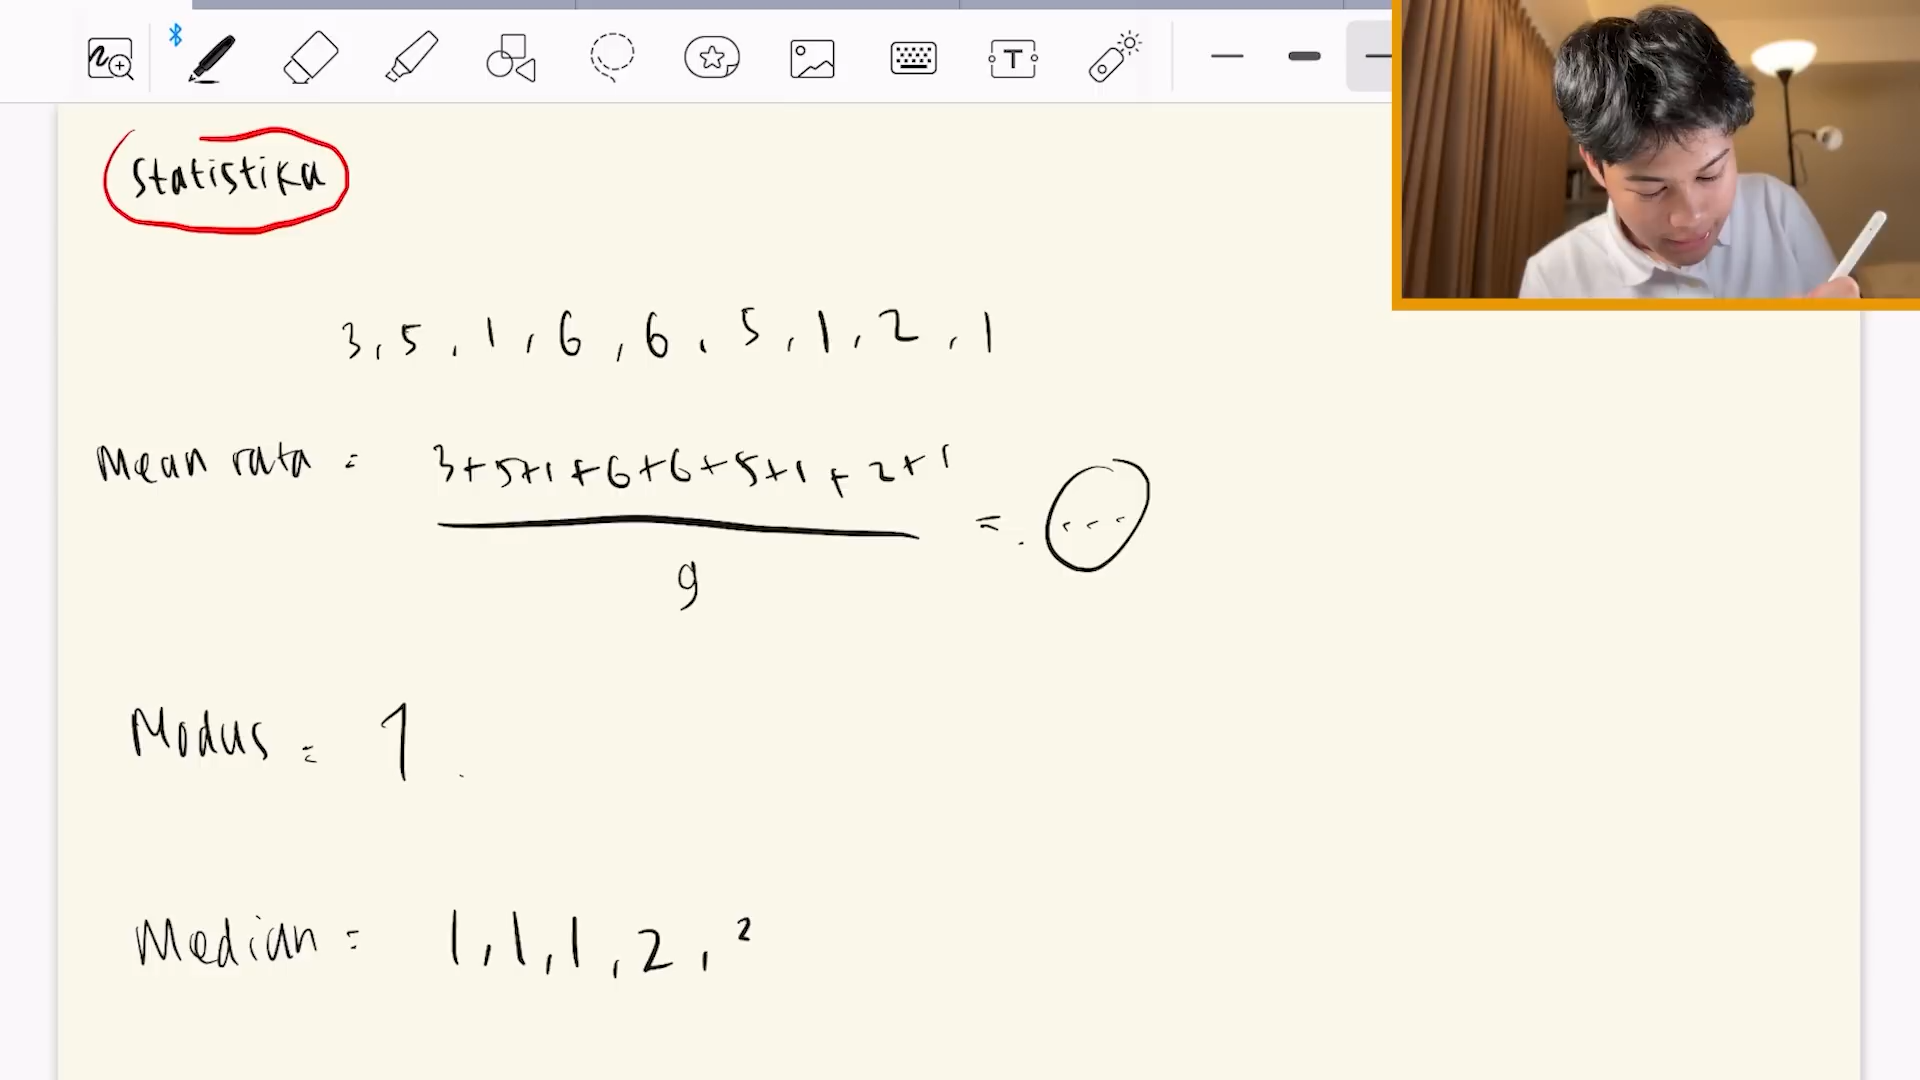 Statistika
3, 5, 1, 6, 6, 5, 1, 2, 1
Mean rata = 3+5+1+6+6+5+1+2+1
9
= ...
Modus = 1
Median = 1, 1, 1, 2,
T